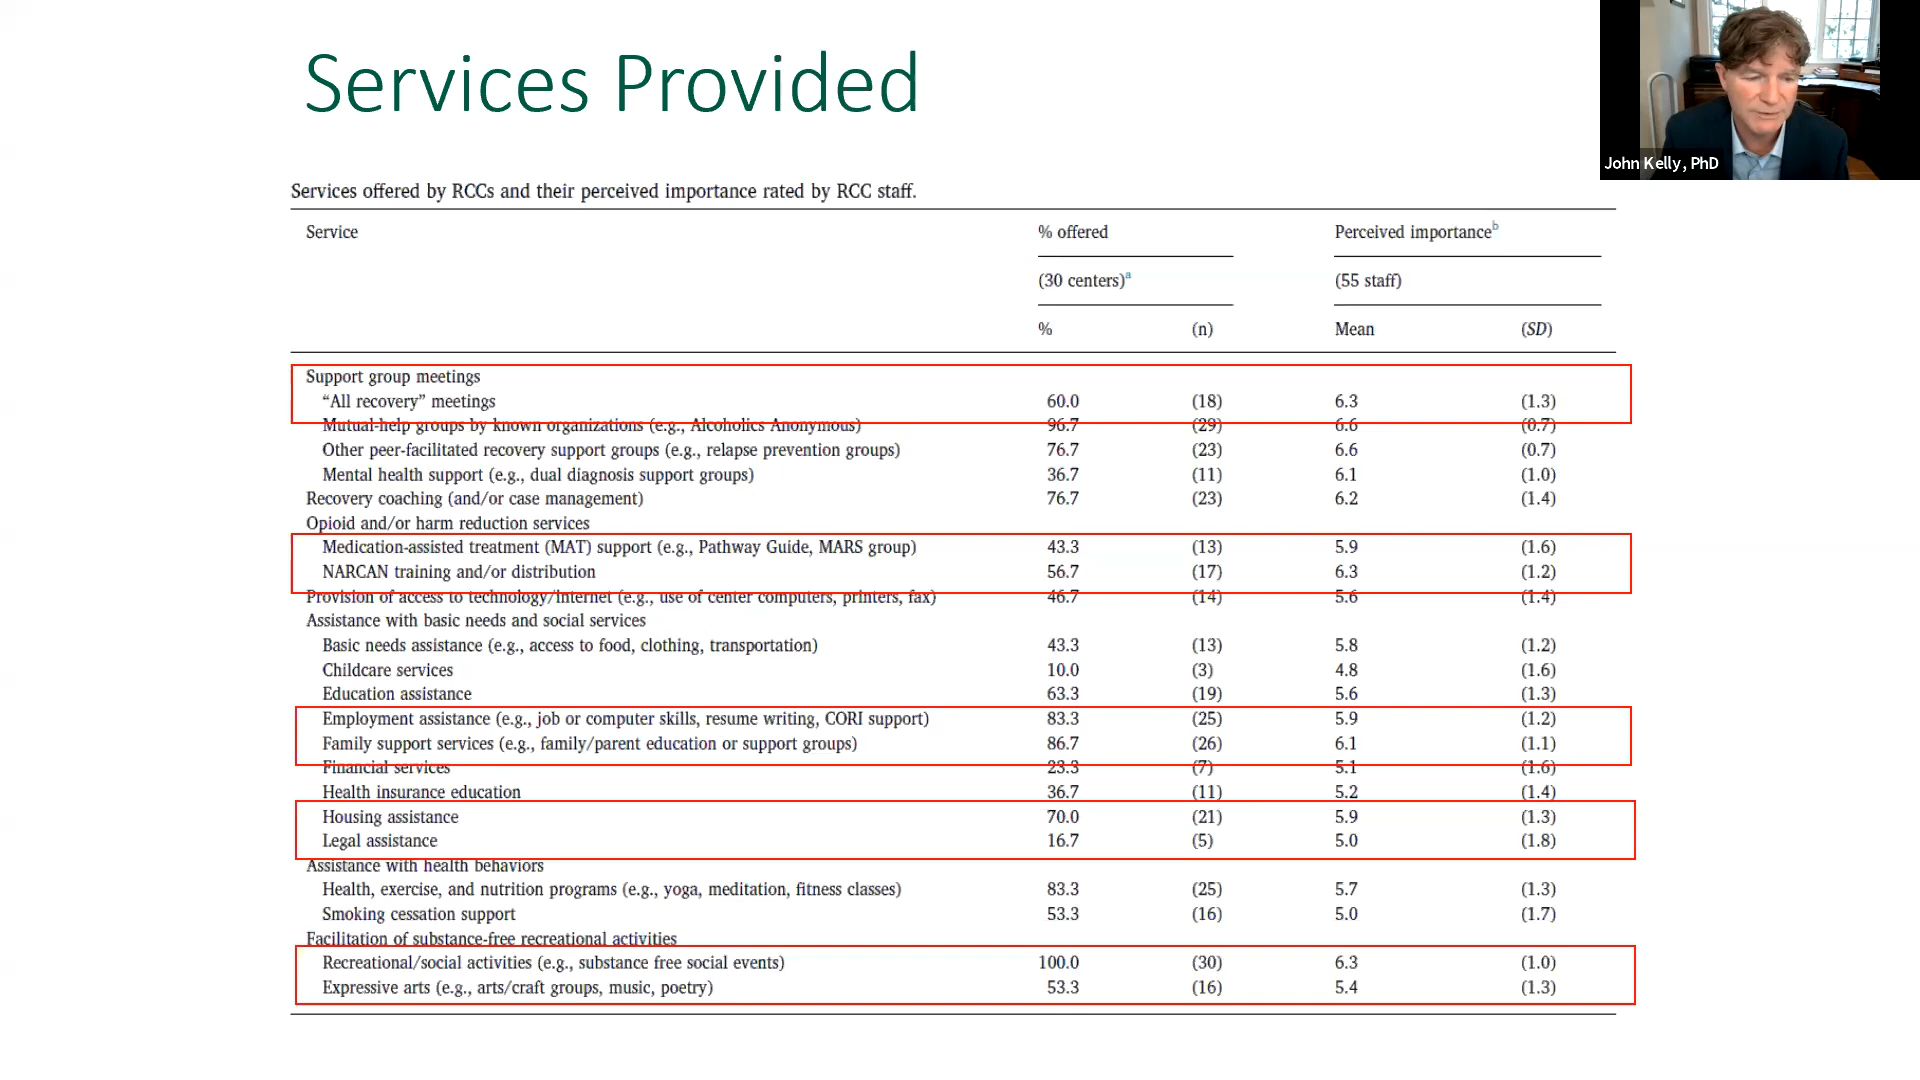 Services Provided
John Kelly, PhD
Services offered by RCCs and their perceived importance rated by RCC staff.
Service % offered Perceived importanceᵇ
(30 centers)ᵃ (55 staff)
% (n) Mean (SD)
Support group meetings
“All recovery” meetings 60.0 (18) 6.3 (1.3)
Mutual-help groups by known organizations (e.g., Alcoholics Anonymous) 96.7 (29) 6.6 (0.7)
Other peer-facilitated recovery support groups (e.g., relapse prevention groups) 76.7 (23) 6.6 (0.7)
Mental health support (e.g., dual diagnosis support groups) 36.7 (11) 6.1 (1.0)
Recovery coaching (and/or case management) 76.7 (23) 6.2 (1.4)
Opioid and/or harm reduction services
Medication-assisted treatment (MAT) support (e.g., Pathway Guide, MARS group) 43.3 (13) 5.9 (1.6)
NARCAN training and/or distribution 56.7 (17) 6.3 (1.2)
Provision of access to technology/internet (e.g., use of center computers, printers, fax) 46.7 (14) 5.6 (1.4)
Assistance with basic needs and social services
Basic needs assistance (e.g., access to food, clothing, transportation) 43.3 (13) 5.8 (1.2)
Childcare services 10.0 (3) 4.8 (1.6)
Education assistance 63.3 (19) 5.6 (1.3)
Employment assistance (e.g., job or computer skills, resume writing, CORI support) 83.3 (25) 5.9 (1.2)
Family support services (e.g., family/parent education or support groups) 86.7 (26) 6.1 (1.1)
Financial services 23.3 (7) 5.1 (1.6)
Health insurance education 36.7 (11) 5.2 (1.4)
Housing assistance 70.0 (21) 5.9 (1.3)
Legal assistance 16.7 (5) 5.0 (1.8)
Assistance with health behaviors
Health, exercise, and nutrition programs (e.g., yoga, meditation, fitness classes) 83.3 (25) 5.7 (1.3)
Smoking cessation support 53.3 (16) 5.0 (1.7)
Facilitation of substance-free recreational activities
Recreational/social activities (e.g., substance free social events) 100.0 (30) 6.3 (1.0)
Expressive arts (e.g., arts/craft groups, music, poetry) 53.3 (16) 5.4 (1.3)